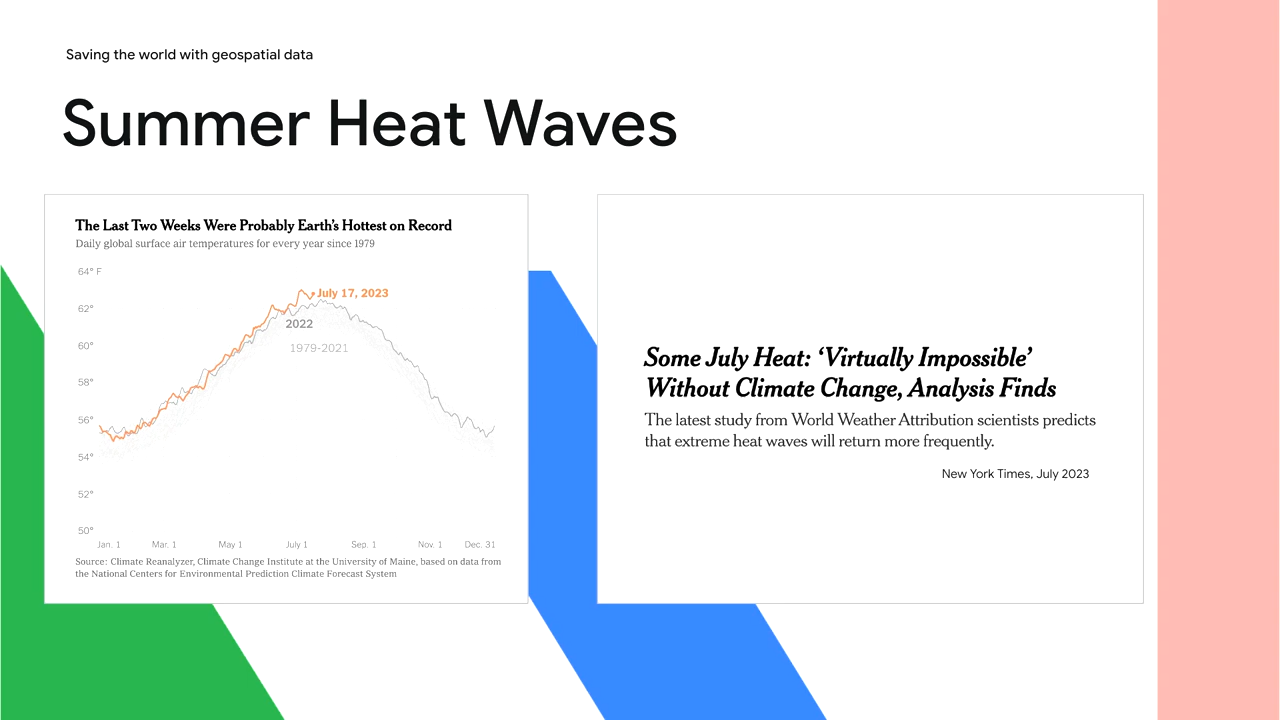 Saving the world with geospatial data
Summer Heat Waves
The Last Two Weeks Were Probably Earth’s Hottest on Record
Daily global surface air temperatures for every year since 1979
64° F
62°
60°
58°
56°
54°
52°
50°
July 17, 2023
2022
1979-2021
Jan. 1 Mar. 1 May 1 July 1 Sep. 1 Nov. 1 Dec. 31
Source: Climate Reanalyzer, Climate Change Institute at the University of Maine, based on data from
the National Centers for Environmental Prediction Climate Forecast System
Some July Heat: ‘Virtually Impossible’
Without Climate Change, Analysis Finds
The latest study from World Weather Attribution scientists predicts
that extreme heat waves will return more frequently.
New York Times, July 2023